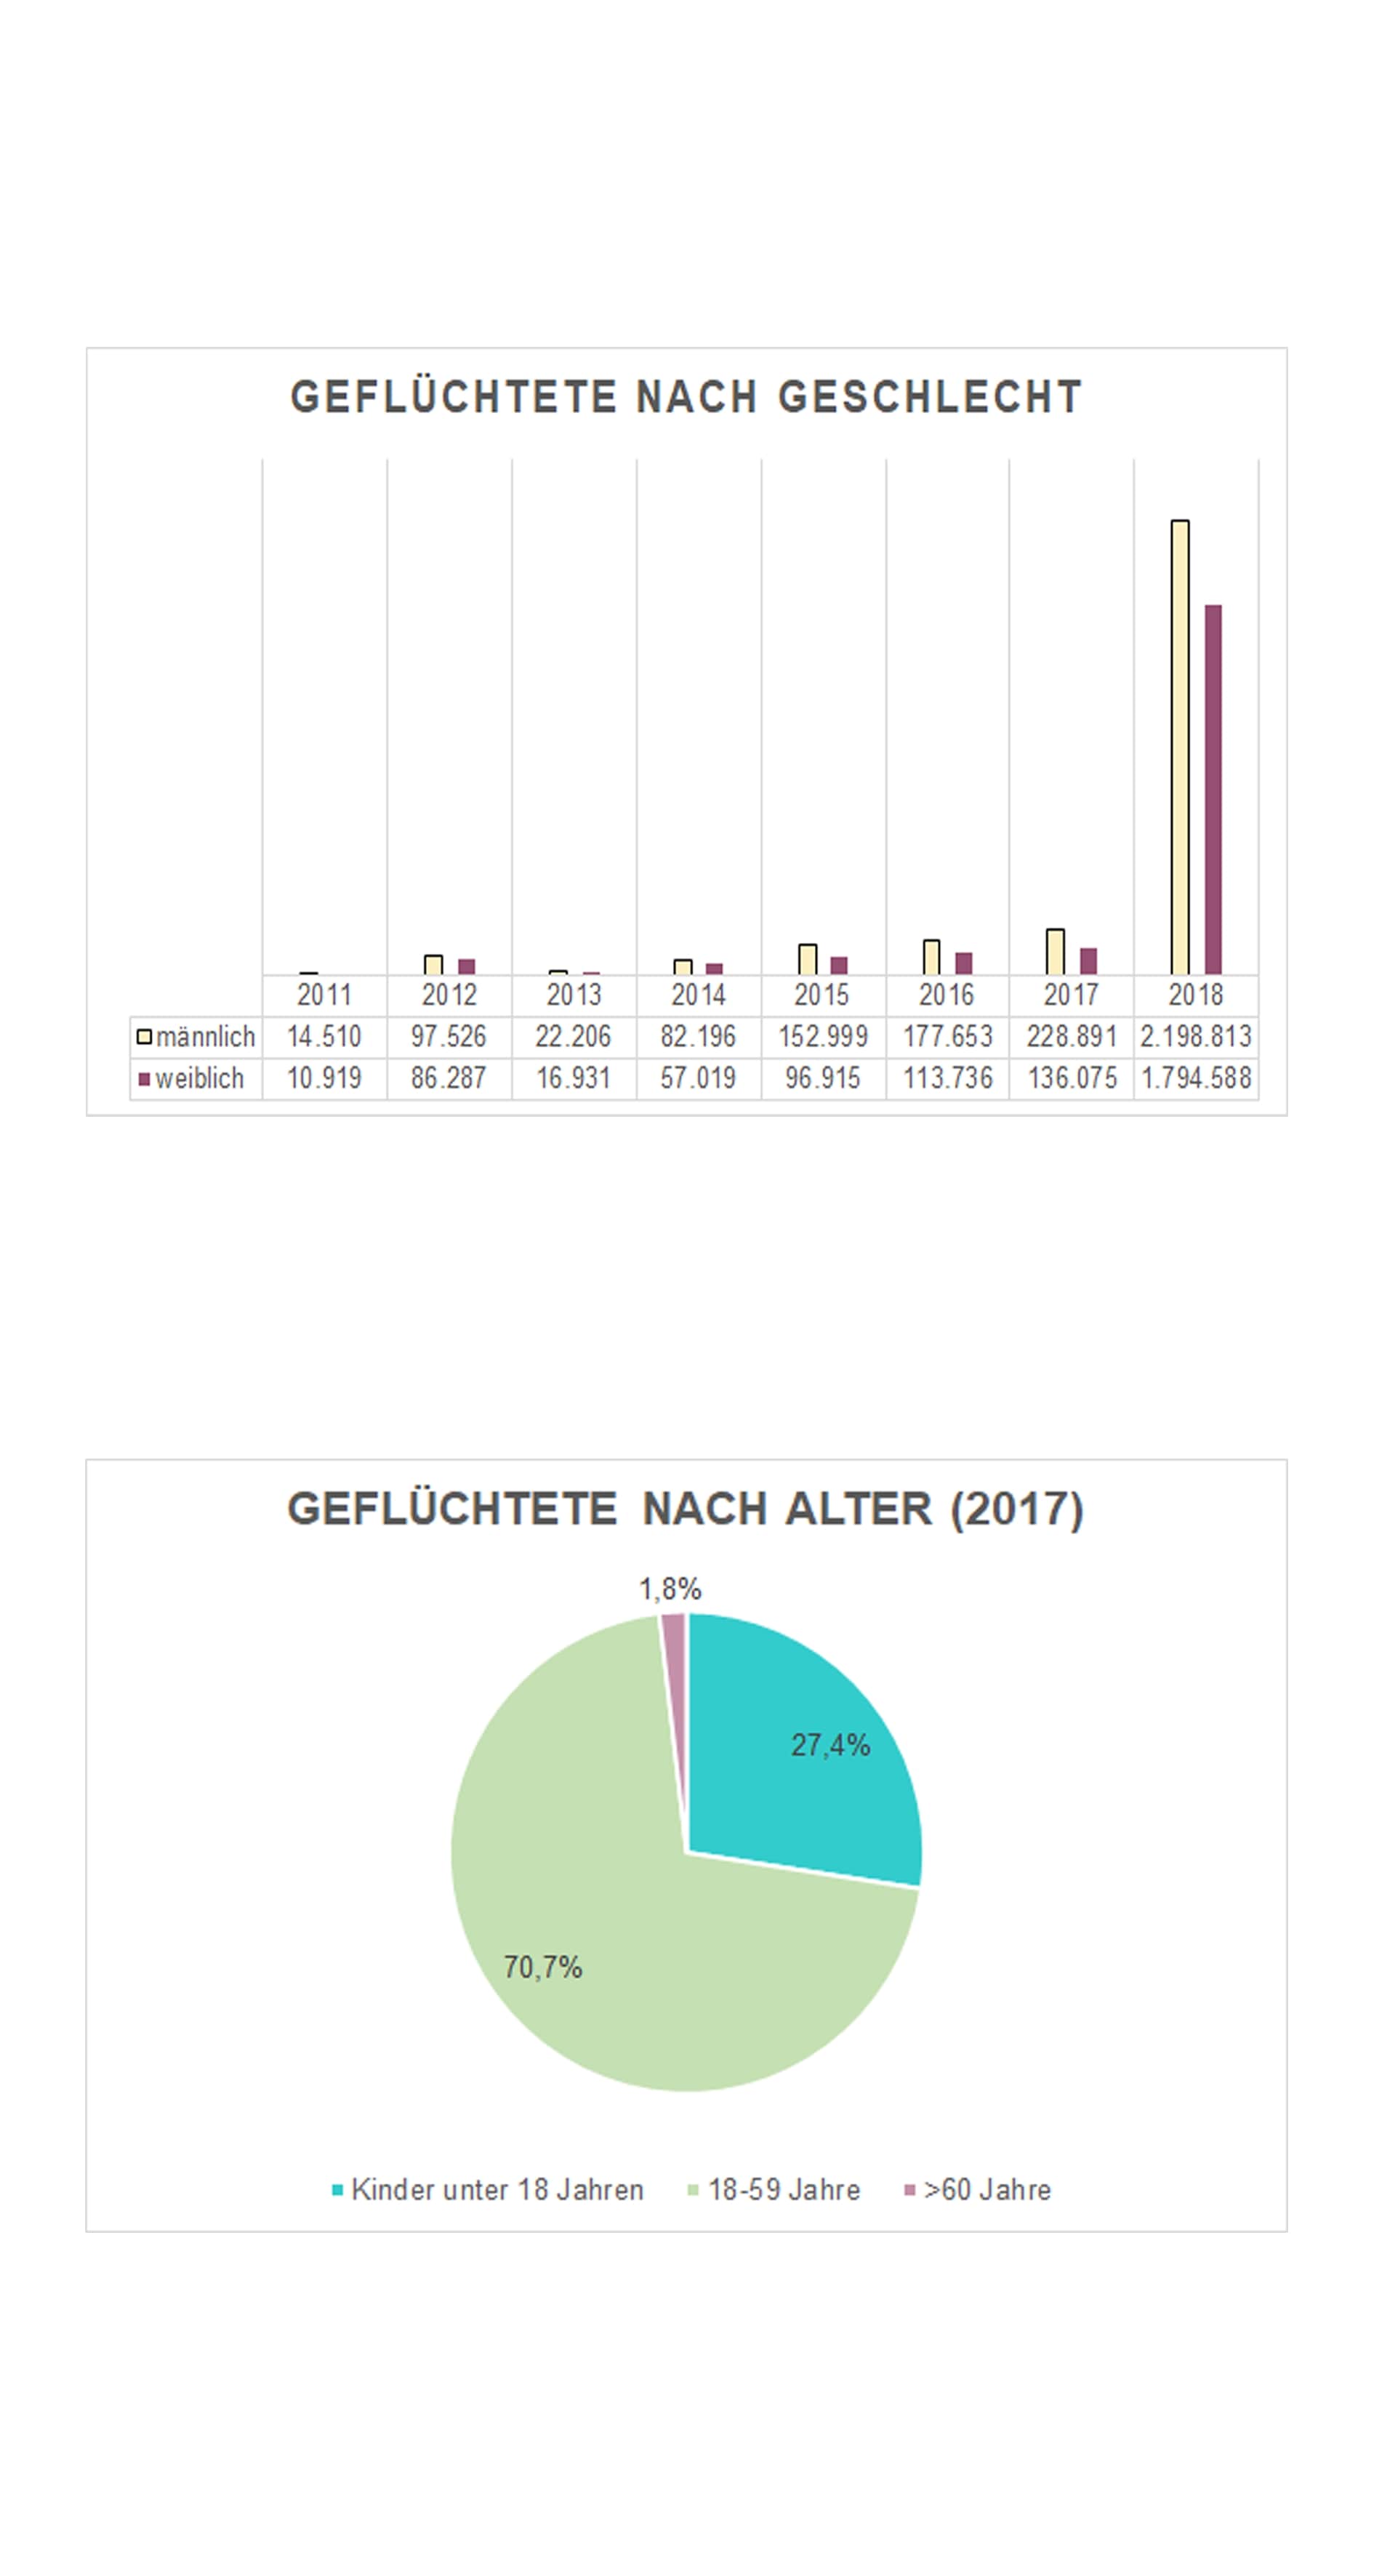 GEFLÜCHTETE NACH GESCHLECHT
2011 2012 2013 2014 2015 2016 2017 2018
männlich 14.510 97.526 22.206 82.196 152.999 177.653 228.891 2.198.813
weiblich 10.919 86.287 16.931 57.019 96.915 113.736 136.075 1.794.588
GEFLÜCHTETE NACH ALTER (2017)
1,8%
27,4%
70,7%
Kinder unter 18 Jahren 18-59 Jahre >60 Jahre